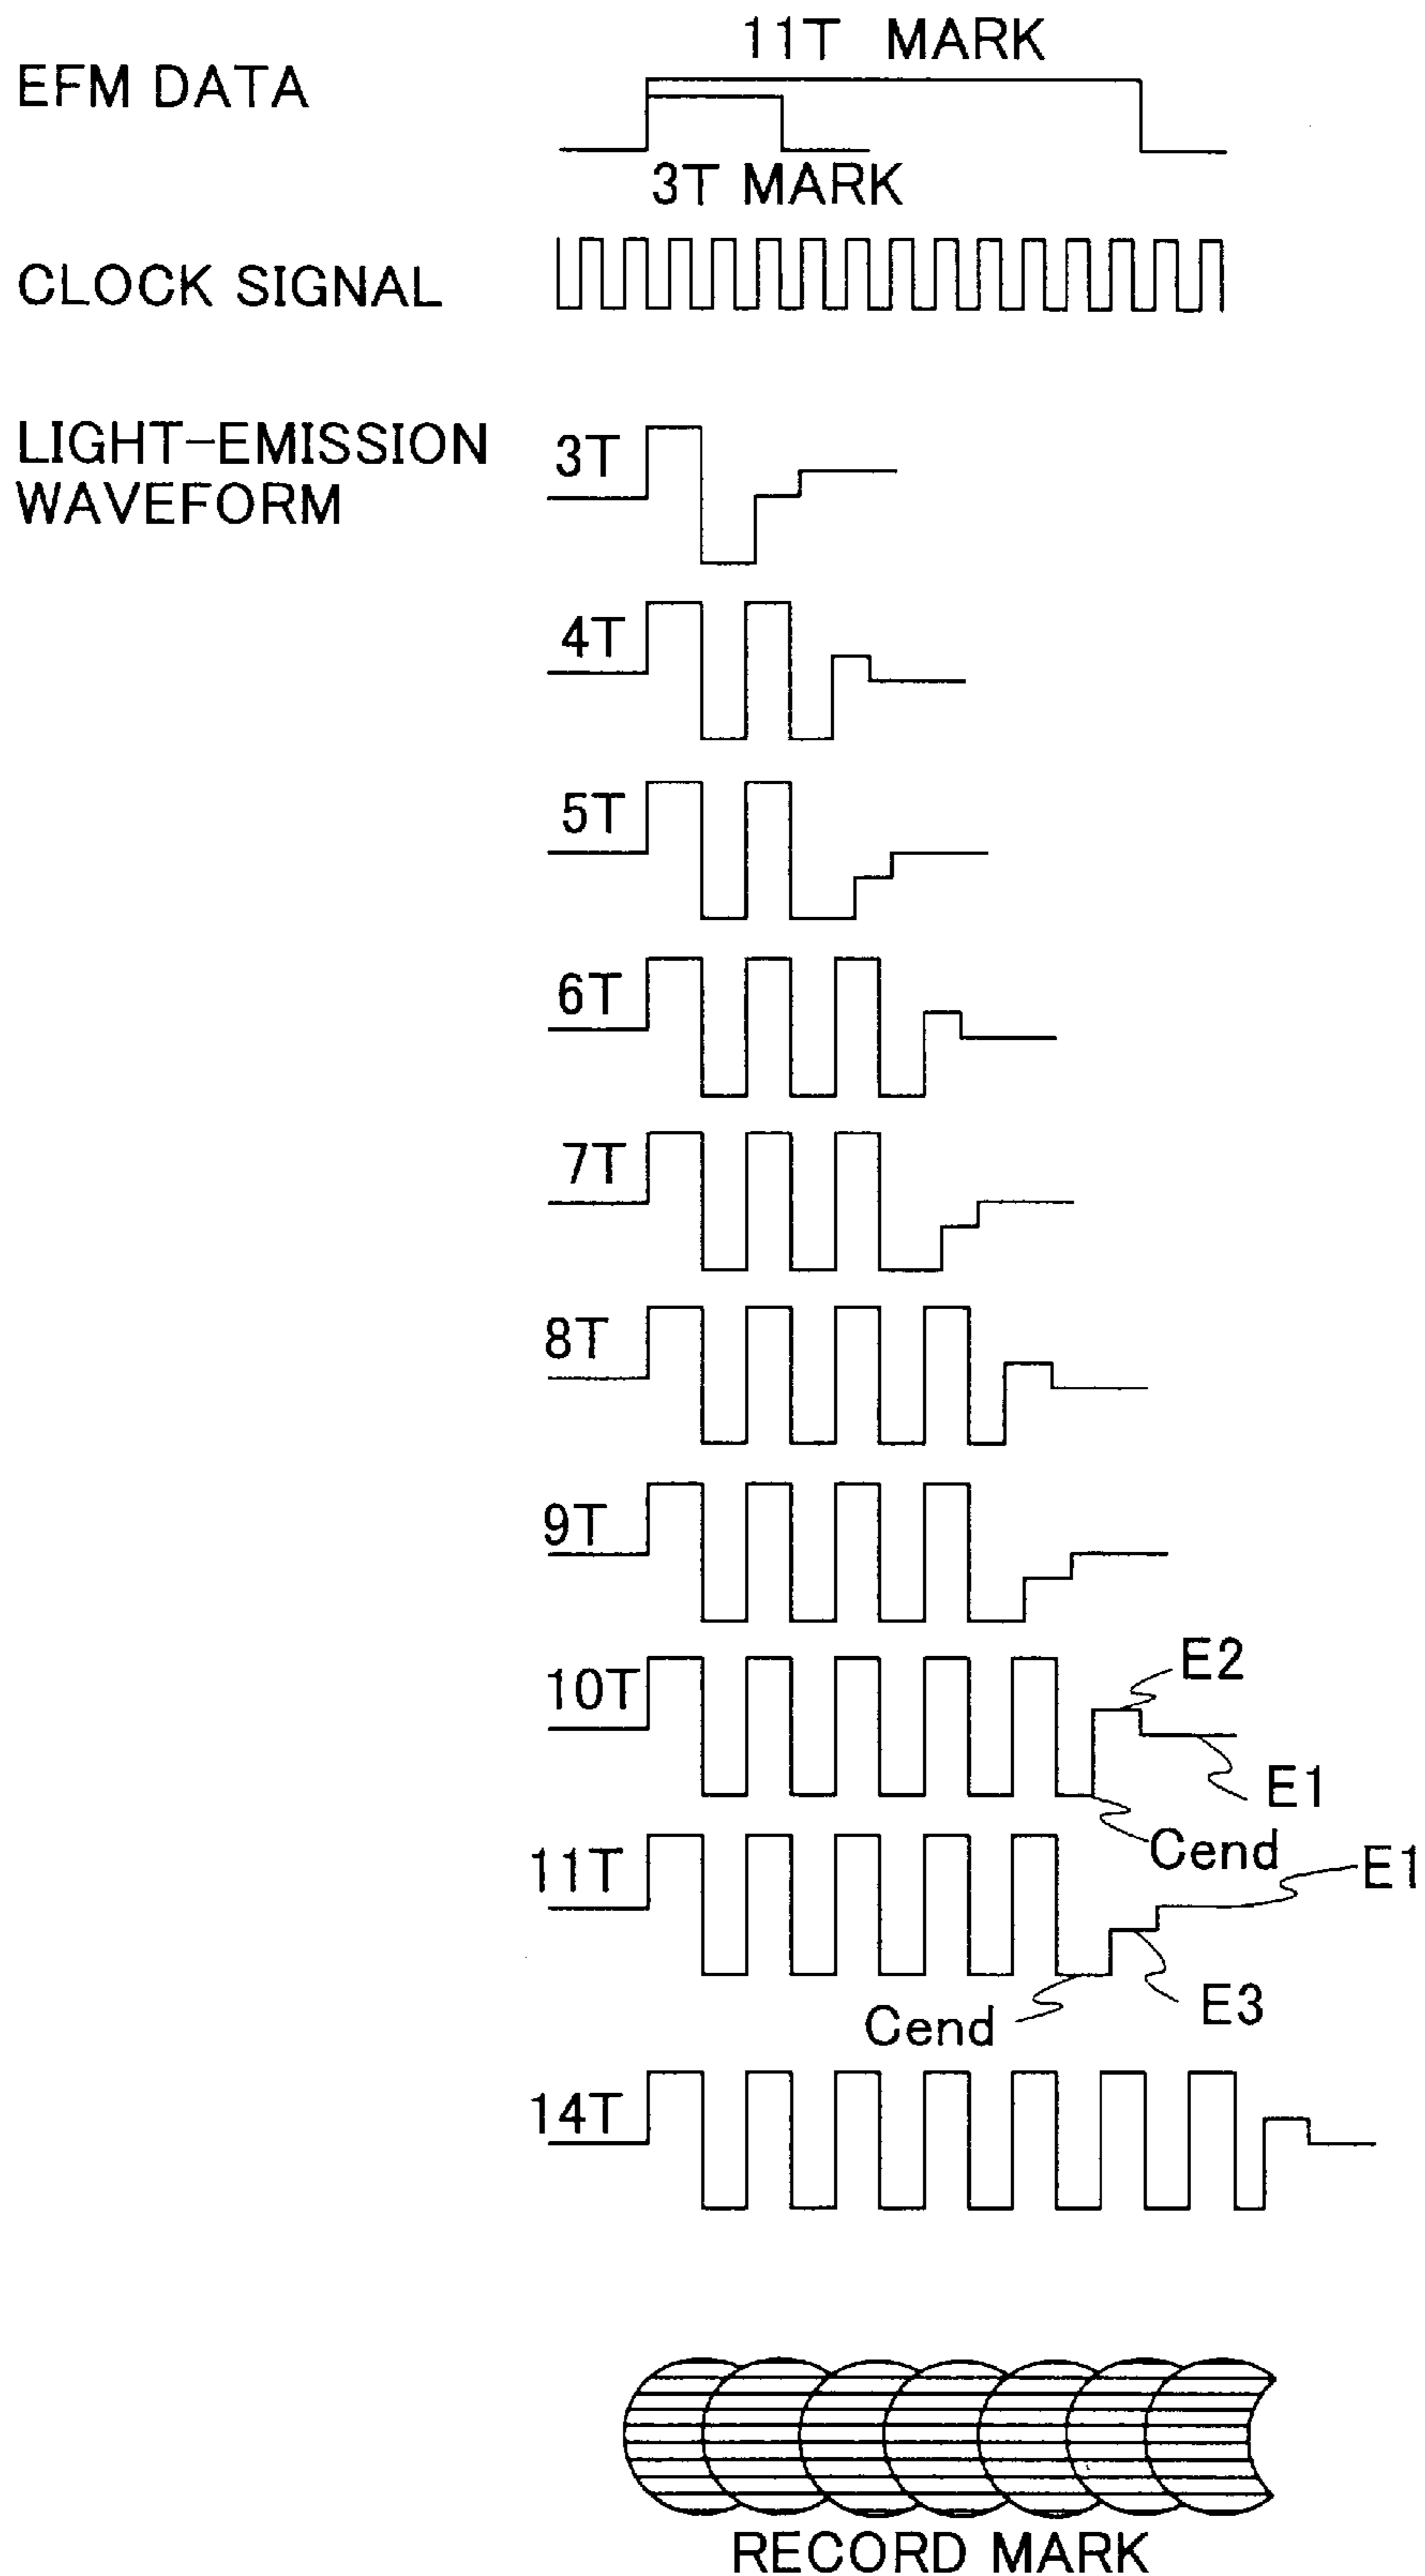 11T MARK
EFM DATA
3T MARK
CLOCK SIGNAL
LIGHT-EMISSION
WAVEFORM
3T
4T
5T
6T
7T
8T
9T
10T
E2
E1
Cend
11T
E1
E3
Cend
14T
RECORD MARK